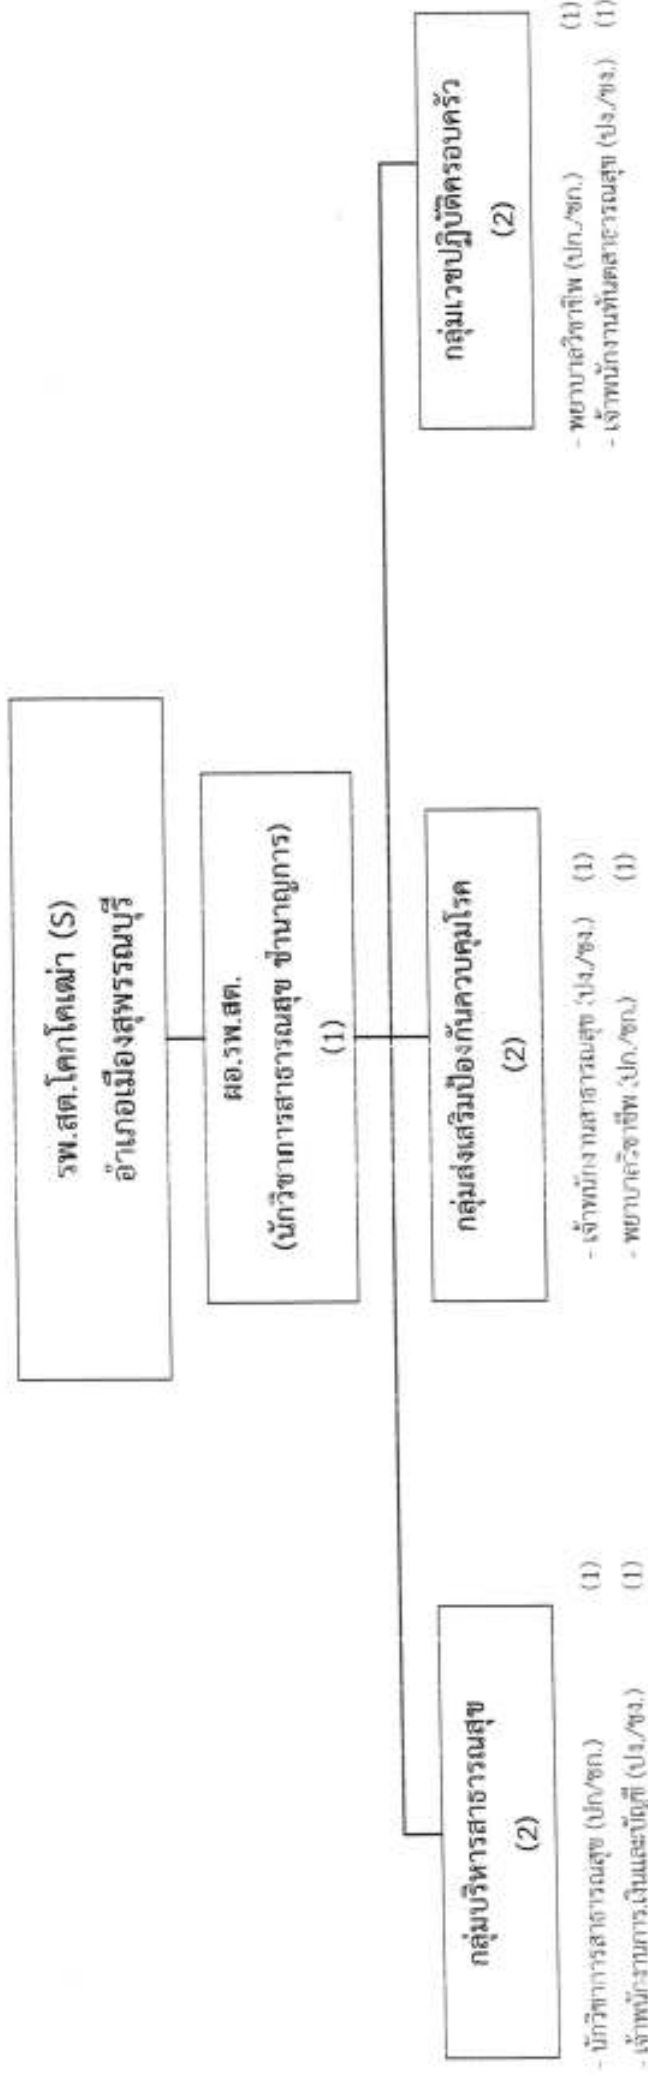 รพ.สต.โคกโคเฒ่า (S)
อำเภอเมืองสุพรรณบุรี
ผอ.รพ.สต.
(นักวิชาการสาธารณสุข ชำนาญการ)
(1)
กลุ่มบริหารสาธารณสุข
(2)
- นักวิชาการสาธารณสุข (ปก/ชก.) (1)
- เจ้าพนักงานการเงินและบัญชี (ปง./ชง.) (1)
กลุ่มส่งเสริมป้องกันควบคุมโรค
(2)
- เจ้าพนักงานสาธารณสุข (ปง./ชง.) (1)
- พยาบาลวิชาชีพ (ปก./ชก.) (1)
กลุ่มเวชปฏิบัติครอบครัว
(2)
- พยาบาลวิชาชีพ (ปก./ชก.) (1)
- เจ้าพนักงานทันตสาธารณสุข (ปง./ชง.) (1)